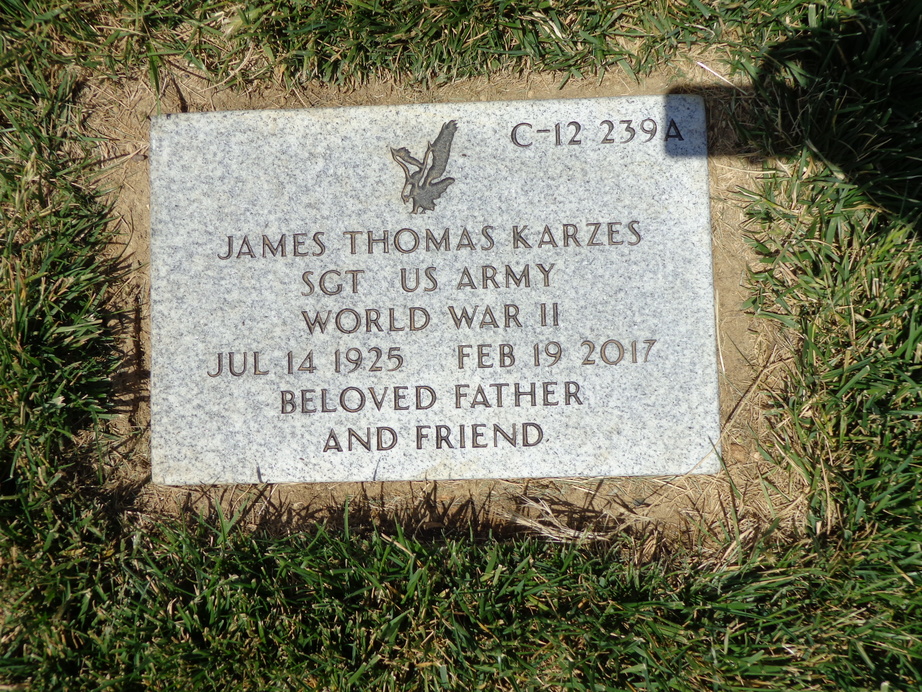 C-12 239A
JAMES THOMAS KARZES
SGT US ARMY
WORLD WAR II
JUL 14 1925 FEB 19 2017
BELOVED FATHER
AND FRIEND